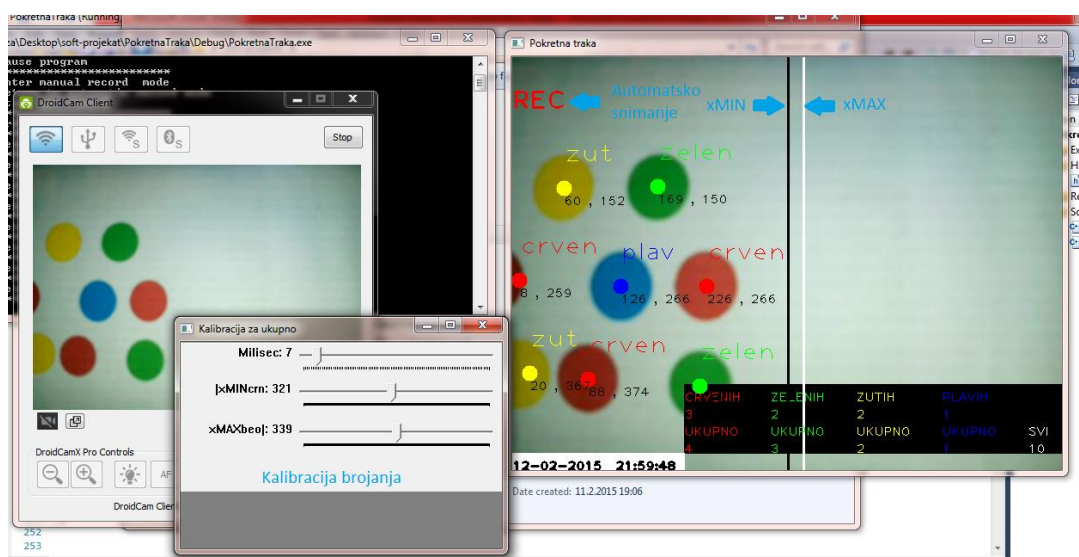 PokretnaTraka (Running
za\Desktop\soft-projekat\PokretnaTraka\Debug\PokretnaTraka.exe
ause program
************************
nter manual record mode
DroidCam Client
Stop
DroidCamX Pro Controls
AF
DroidCam Clien
252
253
Kalibracija za ukupno
Milisec: 7
|xMINcrn: 321
xMAXbeo|: 339
Kalibracija brojanja
Pokretna traka
REC
Automatsko
snimanje
xMIN
xMAX
zut
zelen
60 , 152
169 , 150
crven
plav
crven
8 , 259
126 , 266
226 , 266
zut
crven
zelen
20 , 367
88 , 374
CRVENIH ZELENIH ZUTIH PLAVIH
3 2 2 1
UKUPNO UKUPNO UKUPNO UKUPNO SVI
4 3 2 1 10
12-02-2015 21:59:48
Date created: 11.2.2015 19:06